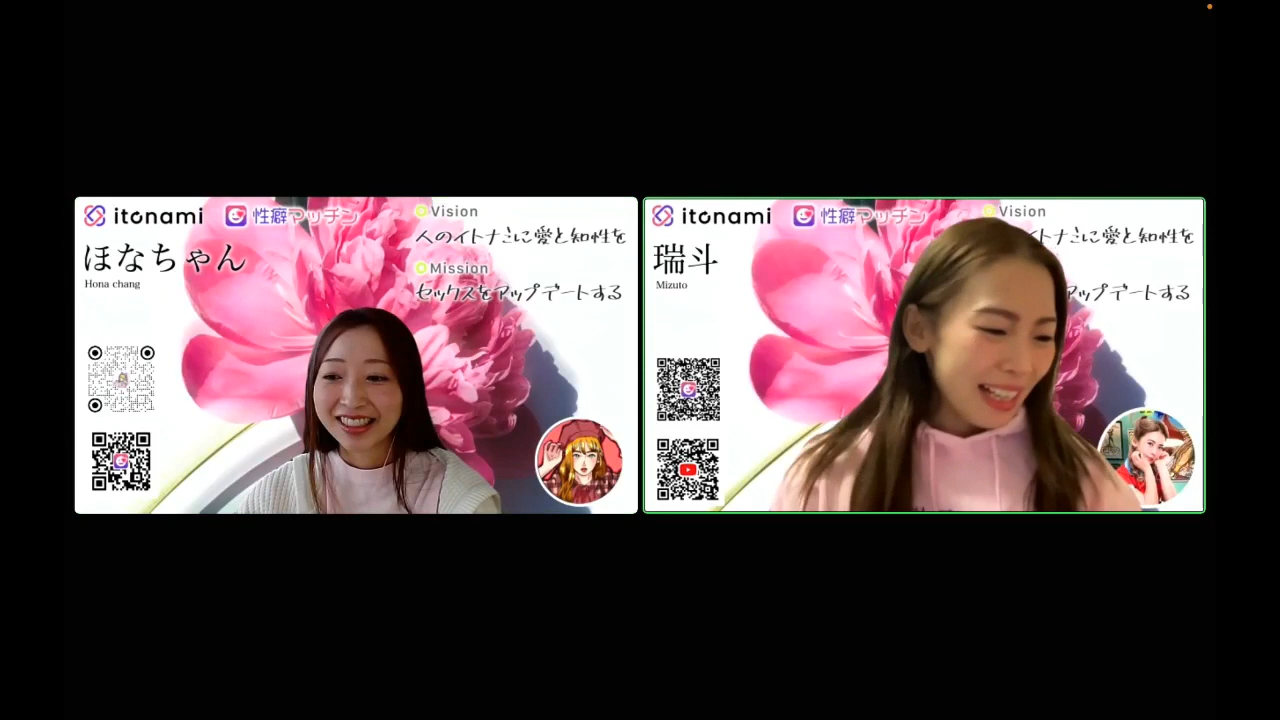 itonami
性癖マッチン
Vision
人のイトナミに愛と知性を
Mission
セックスをアップデートする
ほなちゃん
Hona chang
itonami
性癖マッチン
Vision
イトナミに愛と知性を
アップデートする
瑞斗
Mizuto